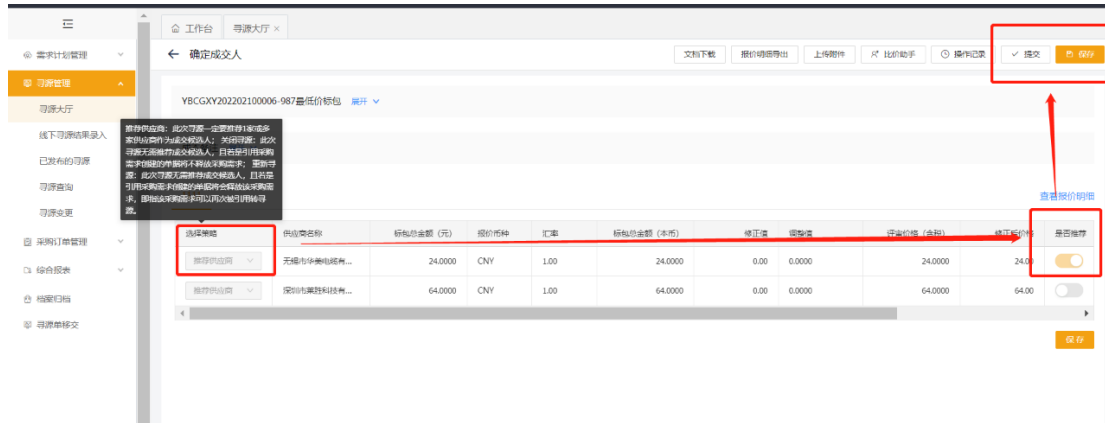 工作台 寻源大厅 ×
需求计划管理
← 确定成交人 文档下载 报价明细导出 上传附件 比价助手 操作记录 提交 保存
寻源管理
寻源大厅
YBCGXY202202100006-987最低价标包 展开
线下寻源结果录入
已发布的寻源
寻源查询
寻源变更
采购订单管理
综合报表
档案归档
寻源单移交
推荐供应商：此次寻源一定要推荐1家或多
家供应商作为成交候选人； 关闭寻源：此次
寻源无需推荐成交候选人，且若是引用采购
需求创建的单据将不释放采购需求； 重新寻
源：此次寻源无需推荐成交候选人，且若是
引用采购需求创建的单据将会释放该采购需
求，即该采购需求可以再次被引用转寻
源。
查看报价明细
选择策略 供应商名称 标包总金额（元） 报价币种 汇率 标包总金额（本币） 修正值 调整值 评审价格（含税） 修正后价格 是否推荐
推荐供应商 无锡市华美电缆有... 24.0000 CNY 1.00 24.0000 0.00 0.0000 24.0000 24.00
推荐供应商 深圳市莱胜科技有... 64.0000 CNY 1.00 64.0000 0.00 0.0000 64.0000 64.00
保存